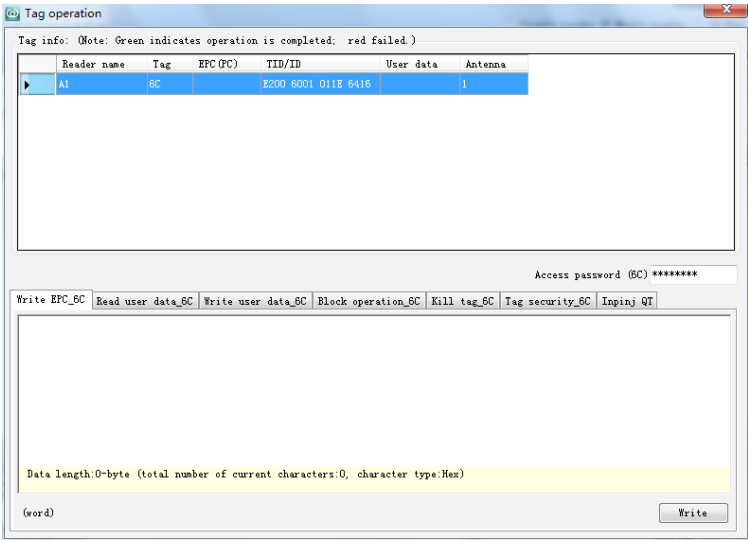 Tag operation
Tag info: (Note: Green indicates operation is completed; red failed.)
Reader name Tag EPC(PC) TID/ID User data Antenna
A1 6C E200 6001 011E 6416 1
Access password (6C) ********
Write EPC_6C Read user data_6C Write user data_6C Block operation_6C Kill tag_6C Tag security_6C Inpinj QT
Data length:0-byte (total number of current characters:0, character type:Hex)
(word) Write